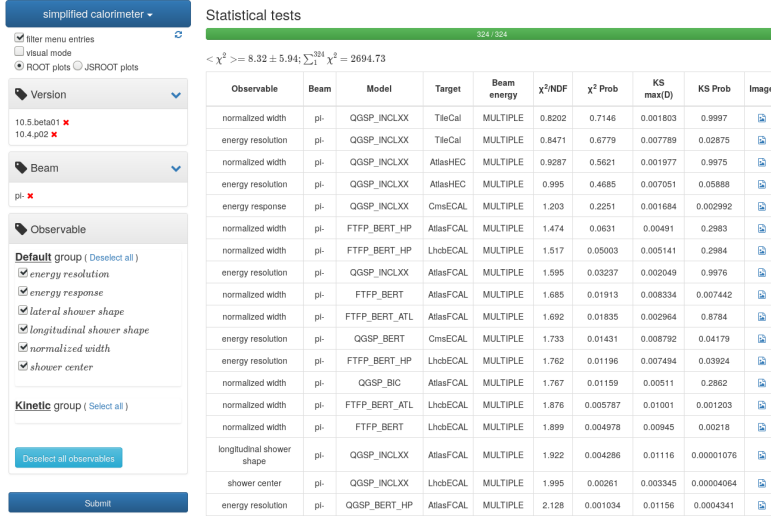 simplified calorimeter
filter menu entries
visual mode
ROOT plots JSROOT plots
Version
10.5.beta01
10.4.p02
Beam
pi-
Observable
Default group ( Deselect all )
energy resolution
energy response
lateral shower shape
longitudinal shower shape
normalized width
shower center
Kinetic group ( Select all )
Deselect all observables
Submit
Statistical tests
324 / 324
< χ² >= 8.32 ± 5.94; ∑₁³²⁴ χ² = 2694.73
Observable Beam Model Target Beam energy χ²/NDF χ² Prob KS max(D) KS Prob Image
normalized width pi- QGSP_INCLXX TileCal MULTIPLE 0.8202 0.7146 0.001803 0.9997
energy resolution pi- QGSP_INCLXX TileCal MULTIPLE 0.8471 0.6779 0.007789 0.02875
normalized width pi- QGSP_INCLXX AtlasHEC MULTIPLE 0.9287 0.5621 0.001977 0.9975
energy resolution pi- QGSP_INCLXX AtlasHEC MULTIPLE 0.995 0.4685 0.007051 0.05888
energy response pi- QGSP_INCLXX CmsECAL MULTIPLE 1.203 0.2251 0.001684 0.002992
normalized width pi- FTFP_BERT_HP AtlasFCAL MULTIPLE 1.474 0.0631 0.00491 0.2983
normalized width pi- FTFP_BERT_HP LhcbECAL MULTIPLE 1.517 0.05003 0.005141 0.2984
energy resolution pi- QGSP_INCLXX AtlasFCAL MULTIPLE 1.595 0.03237 0.002049 0.9976
normalized width pi- FTFP_BERT AtlasFCAL MULTIPLE 1.685 0.01913 0.008334 0.007442
normalized width pi- FTFP_BERT_ATL AtlasFCAL MULTIPLE 1.692 0.01835 0.002964 0.8784
energy resolution pi- QGSP_BERT CmsECAL MULTIPLE 1.733 0.01431 0.008792 0.04179
energy resolution pi- FTFP_BERT_HP LhcbECAL MULTIPLE 1.762 0.01196 0.007494 0.03924
normalized width pi- QGSP_BIC AtlasFCAL MULTIPLE 1.767 0.01159 0.00511 0.2862
normalized width pi- FTFP_BERT_ATL LhcbECAL MULTIPLE 1.876 0.005787 0.01001 0.001203
normalized width pi- FTFP_BERT LhcbECAL MULTIPLE 1.899 0.004978 0.00945 0.00218
longitudinal shower shape pi- QGSP_INCLXX AtlasFCAL MULTIPLE 1.922 0.004286 0.01116 0.00001076
shower center pi- QGSP_INCLXX LhcbECAL MULTIPLE 1.995 0.00261 0.003345 0.00004064
energy resolution pi- QGSP_BERT_HP AtlasFCAL MULTIPLE 2.128 0.001034 0.01156 0.0004341